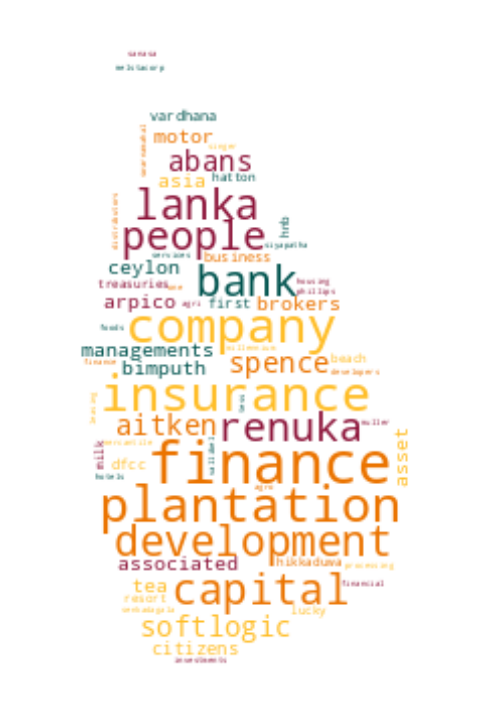 sanasa
melstacorp
vardhana
motor
singer
abans
asia
hatton
lanka
hnb
distributors
people
siyapatha
services
business
ceylon
bank
treasuries
one
housing
phillips
arpico
agri
first
brokers
foods
company
managements
millennium
finance
bimputh
spence
beach
developers
insurance
leasing
less
aitken
renuka
muller
asset
milk
mercantile
finance
dfcc
hotels
agro
plantation
development
associated
hikkaduwa
processing
tea
capital
financial
resort
lucky
softlogic
citizens
investments